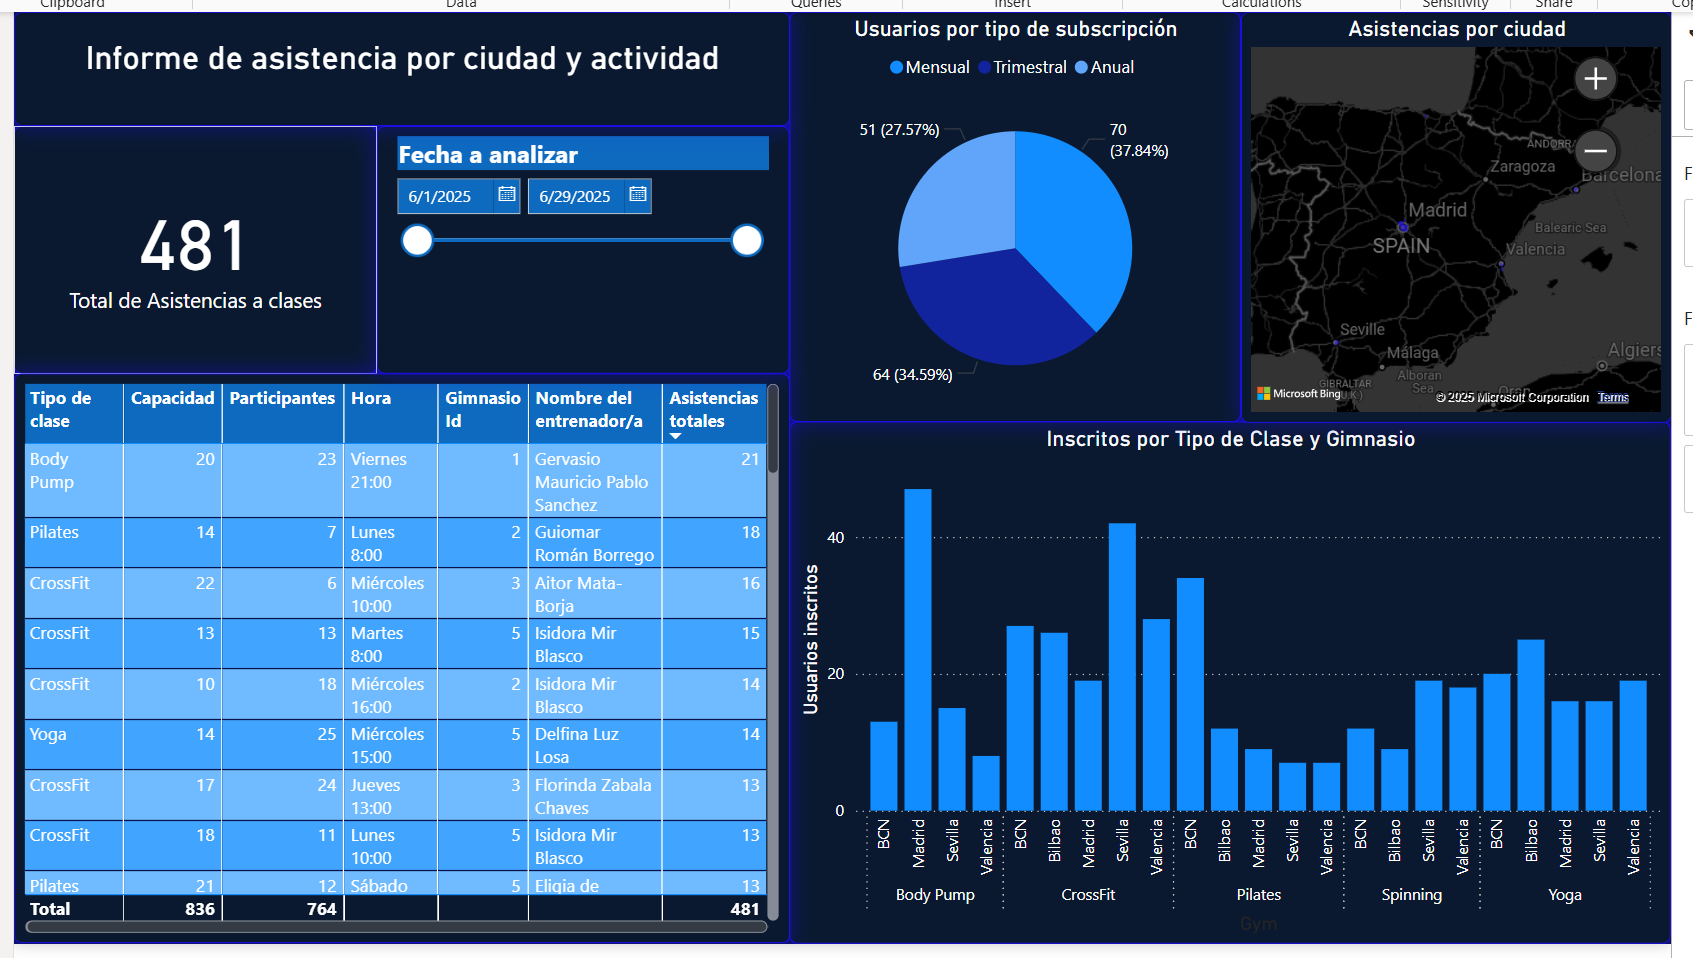 Clipboard
Data
Queries
Insert
Calculations
Sensitivity
Share
Informe de asistencia por ciudad y actividad
481
Total de Asistencias a clases
Fecha a analizar
6/1/2025 6/29/2025
Usuarios por tipo de subscripción
Mensual Trimestral Anual
51 (27.57%)
70
(37.84%)
64 (34.59%)
Asistencias por ciudad
ANDORRA
Zaragoza
Barcelona
Madrid
SPAIN
Balearic Sea
Valencia
Seville
Málaga
Algiers
GIBRALTAR
(U.K.)
Alboran
Sea
Oran
Microsoft Bing
© 2025 Microsoft Corporation Terms
Tipo de clase Capacidad Participantes Hora Gimnasio Id Nombre del entrenador/a Asistencias totales
Body Pump 20 23 Viernes 21:00 1 Gervasio Mauricio Pablo Sanchez 21
Pilates 14 7 Lunes 8:00 2 Guiomar Román Borrego 18
CrossFit 22 6 Miércoles 10:00 3 Aitor Mata-Borja 16
CrossFit 13 13 Martes 8:00 5 Isidora Mir Blasco 15
CrossFit 10 18 Miércoles 16:00 2 Isidora Mir Blasco 14
Yoga 14 25 Miércoles 15:00 5 Delfina Luz Losa 14
CrossFit 17 24 Jueves 13:00 3 Florinda Zabala Chaves 13
CrossFit 18 11 Lunes 10:00 5 Isidora Mir Blasco 13
Pilates 21 12 Sábado 5 Eligia de 13
Total 836 764 481
Inscritos por Tipo de Clase y Gimnasio
Usuarios inscritos
40
20
0
BCN Madrid Sevilla Valencia BCN Bilbao Madrid Sevilla Valencia BCN Bilbao Madrid Sevilla Valencia BCN Bilbao Sevilla Valencia BCN Bilbao Madrid Sevilla Valencia
Body Pump CrossFit Pilates Spinning Yoga
Gym